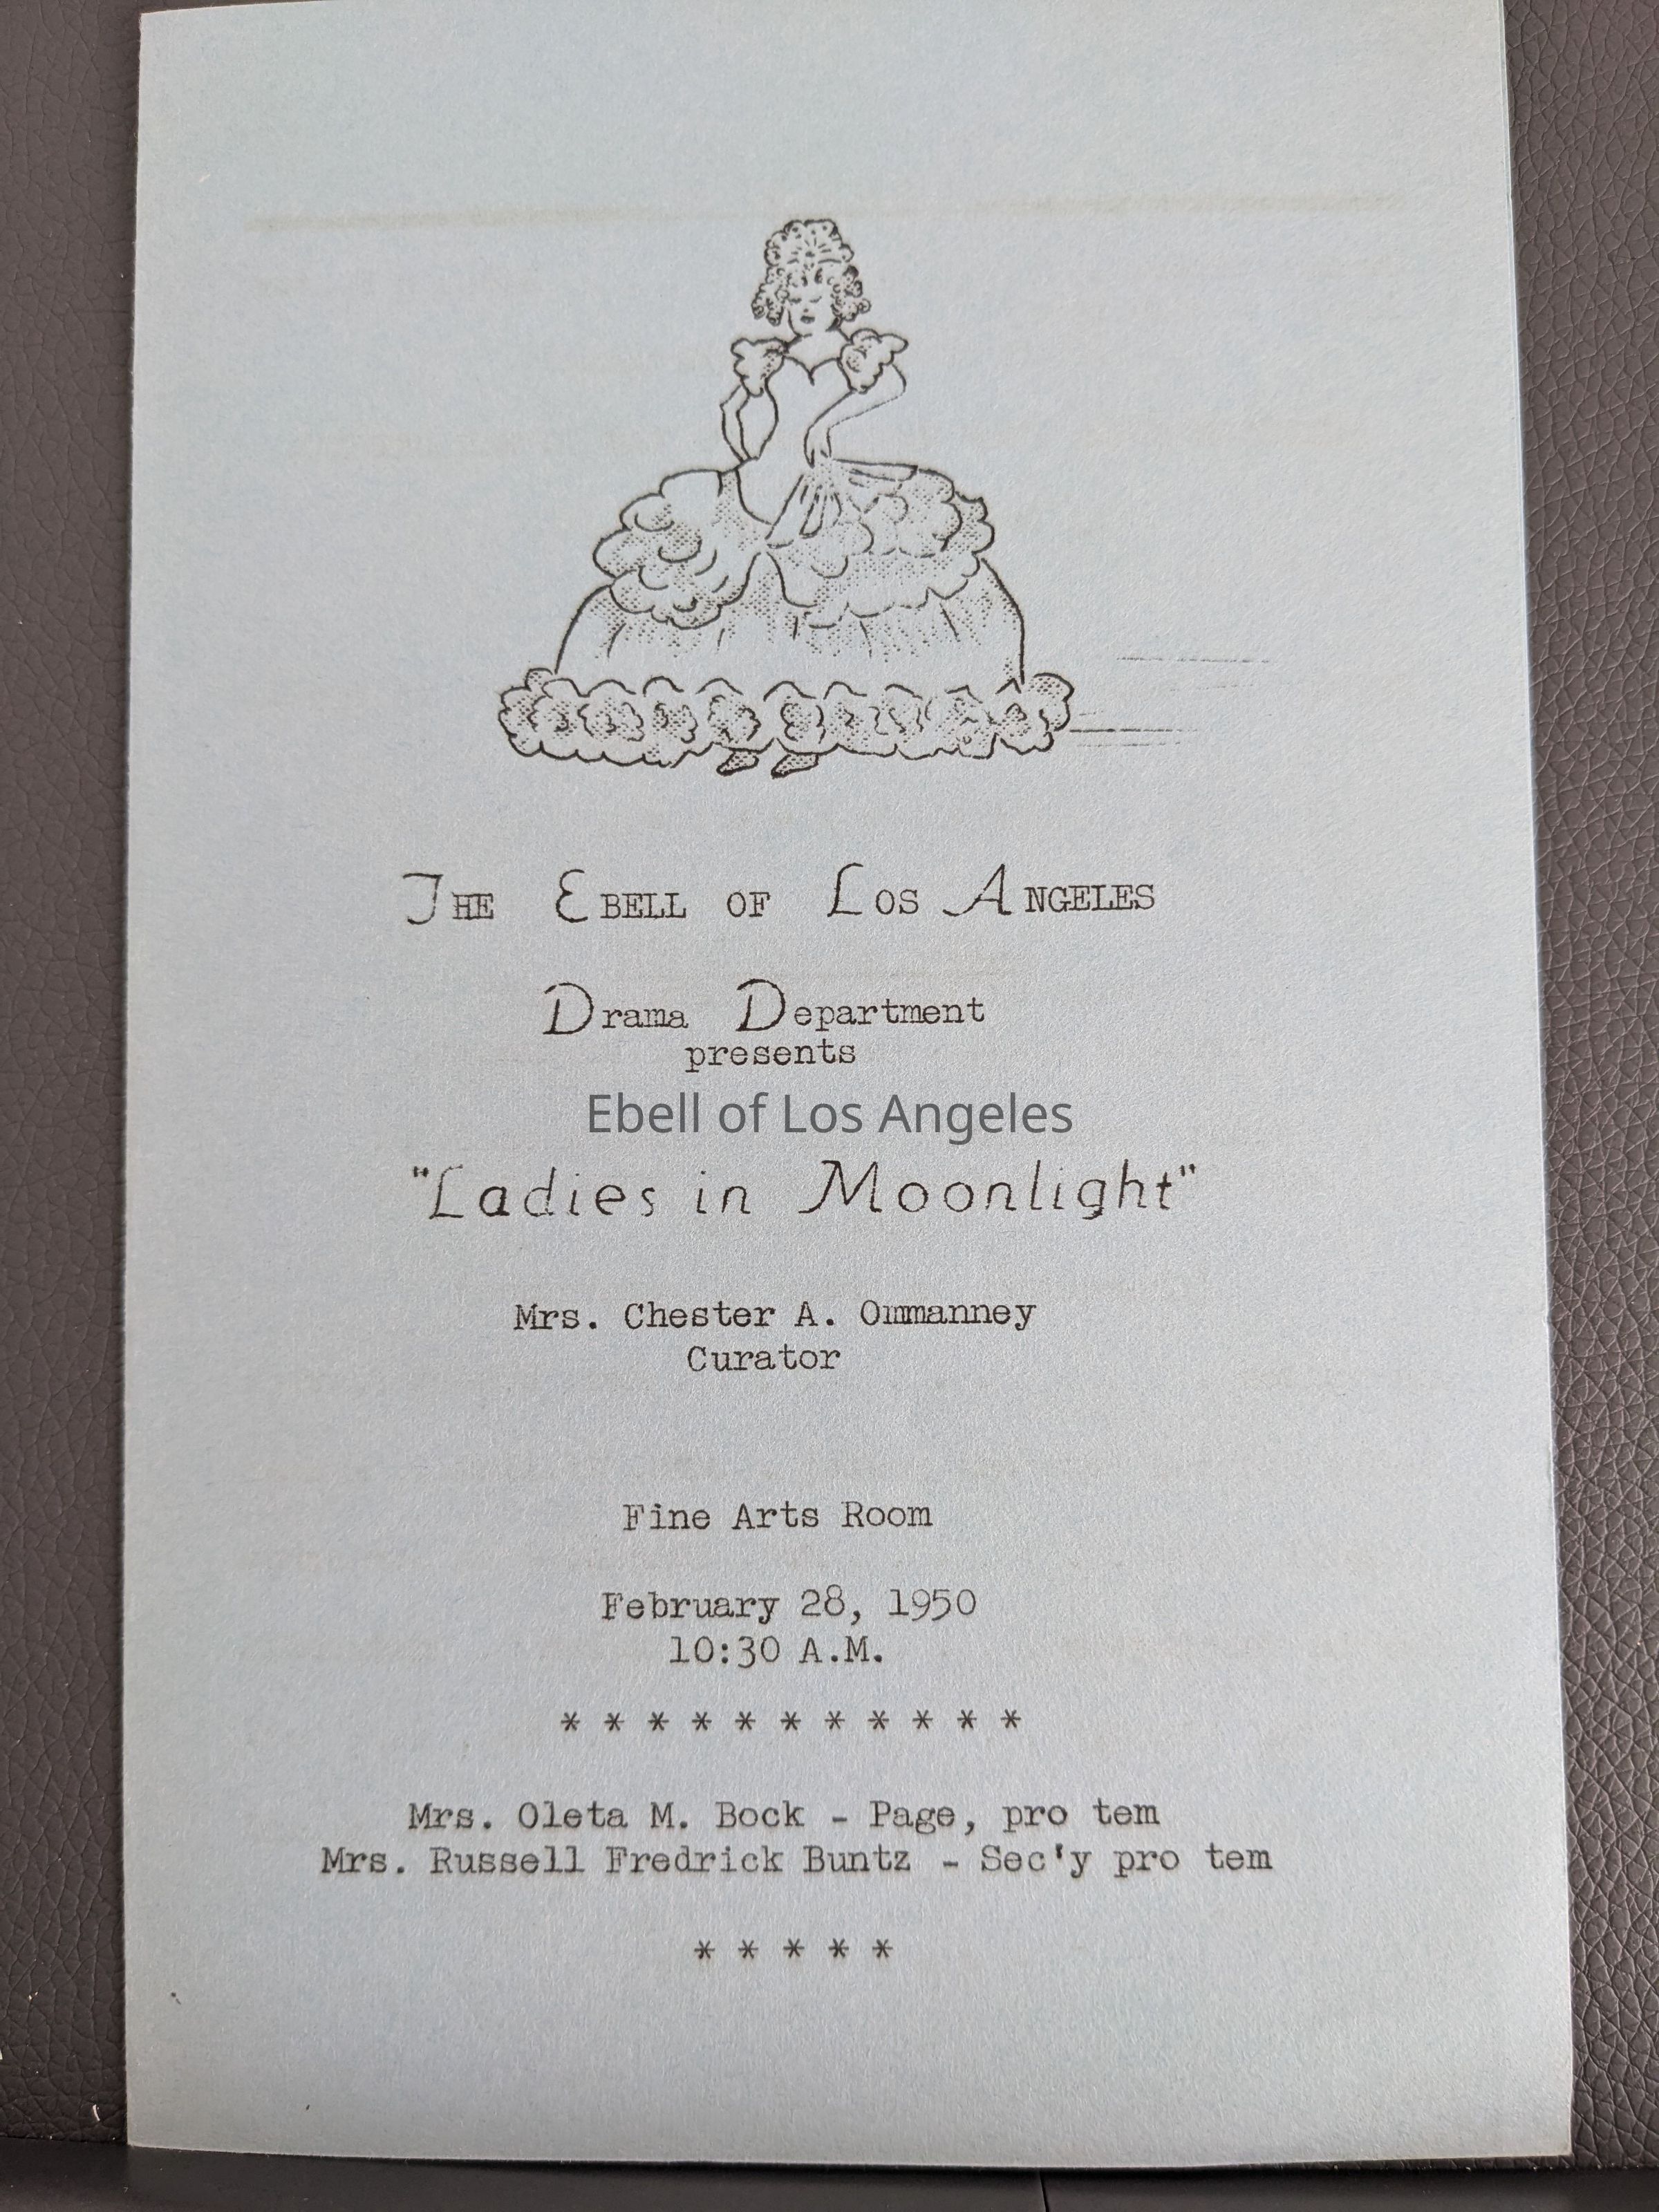 THE EBELL OF LOS ANGELES
Drama Department
presents
Ebell of Los Angeles
"Ladies in Moonlight"
Mrs. Chester A. Ommanney
Curator
Fine Arts Room
February 28, 1950
10:30 A.M.
* * * * * * * * * * *
Mrs. Oleta M. Bock - Page, pro tem
Mrs. Russell Fredrick Buntz - Sec'y pro tem
* * * * *